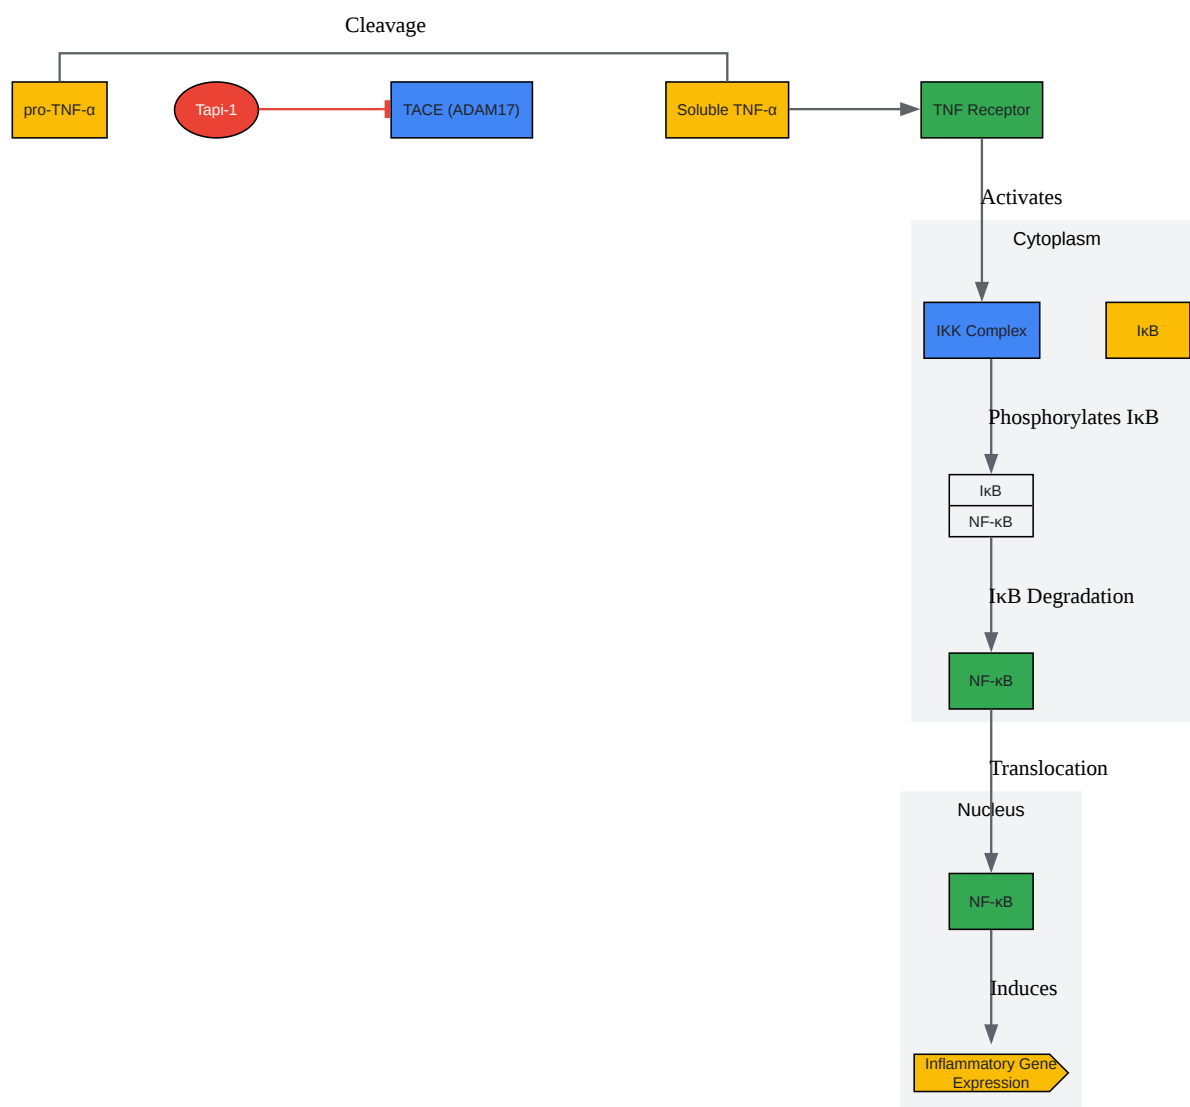 Cleavage
pro-TNF-α
Tapi-1
TACE (ADAM17)
Soluble TNF-α
TNF Receptor
Activates
Cytoplasm
IKK Complex
IκB
Phosphorylates IκB
IκB
NF-κB
IκB Degradation
NF-κB
Translocation
Nucleus
NF-κB
Induces
Inflammatory Gene
Expression